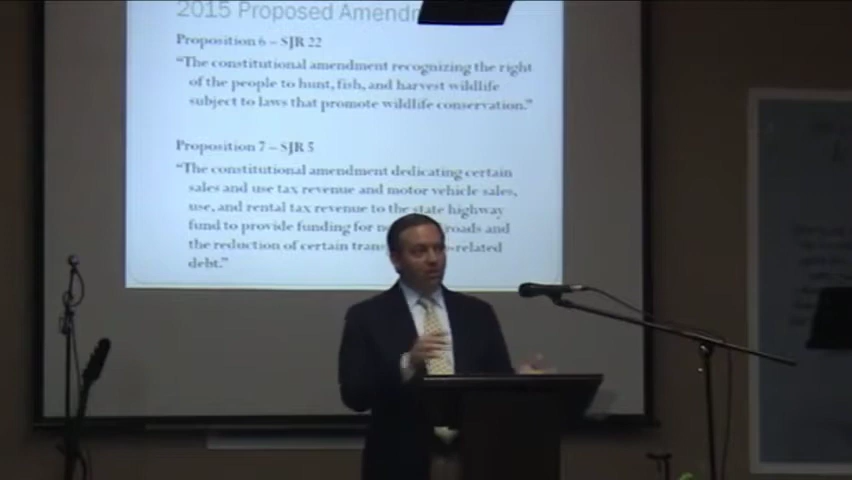 2015 Proposed
Proposition 6 – SJR 22
“The constitutional amendment recognizing the right
of the people to hunt, fish, and harvest wildlife
subject to laws that promote wildlife conservation.”
Proposition 7 – SJR 5
“The constitutional amendment dedicating certain
sales and use tax revenue and motor vehicle sales,
use, and rental tax revenue to the state highway
fund to provide funding for roads and
the reduction of certain related
debt.”